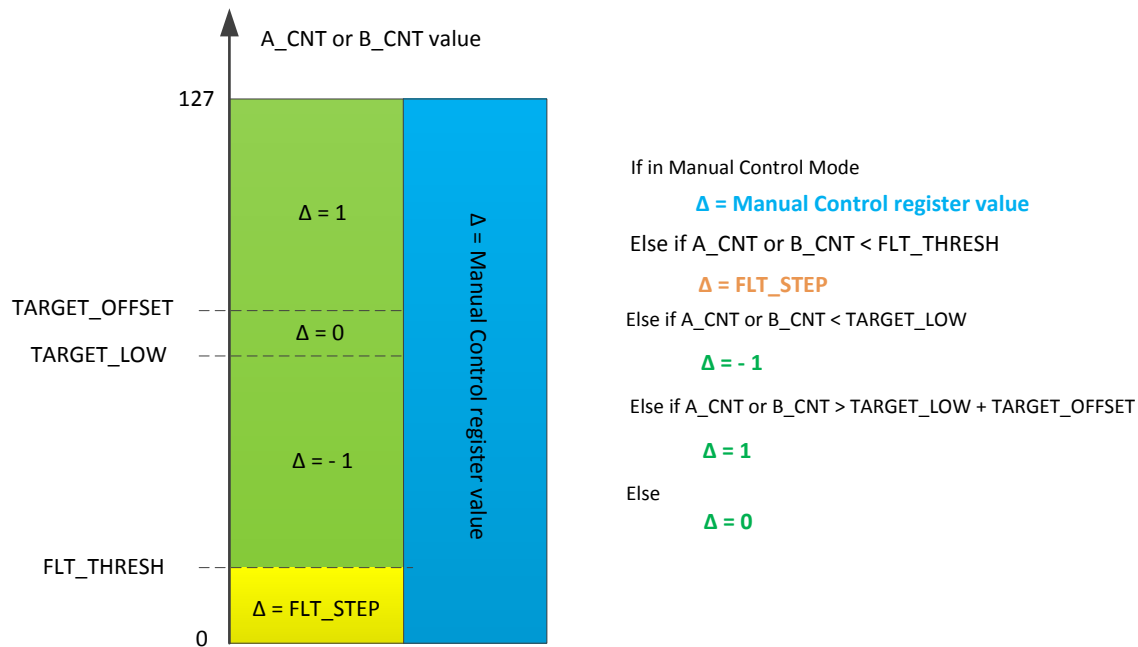 A_CNT or B_CNT value
127
Δ = 1
TARGET_OFFSET
Δ = 0
TARGET_LOW
Δ = - 1
FLT_THRESH
Δ = FLT_STEP
0
Δ = Manual Control register value
If in Manual Control Mode
Δ = Manual Control register value
Else if A_CNT or B_CNT < FLT_THRESH
Δ = FLT_STEP
Else if A_CNT or B_CNT < TARGET_LOW
Δ = - 1
Else if A_CNT or B_CNT > TARGET_LOW + TARGET_OFFSET
Δ = 1
Else
Δ = 0